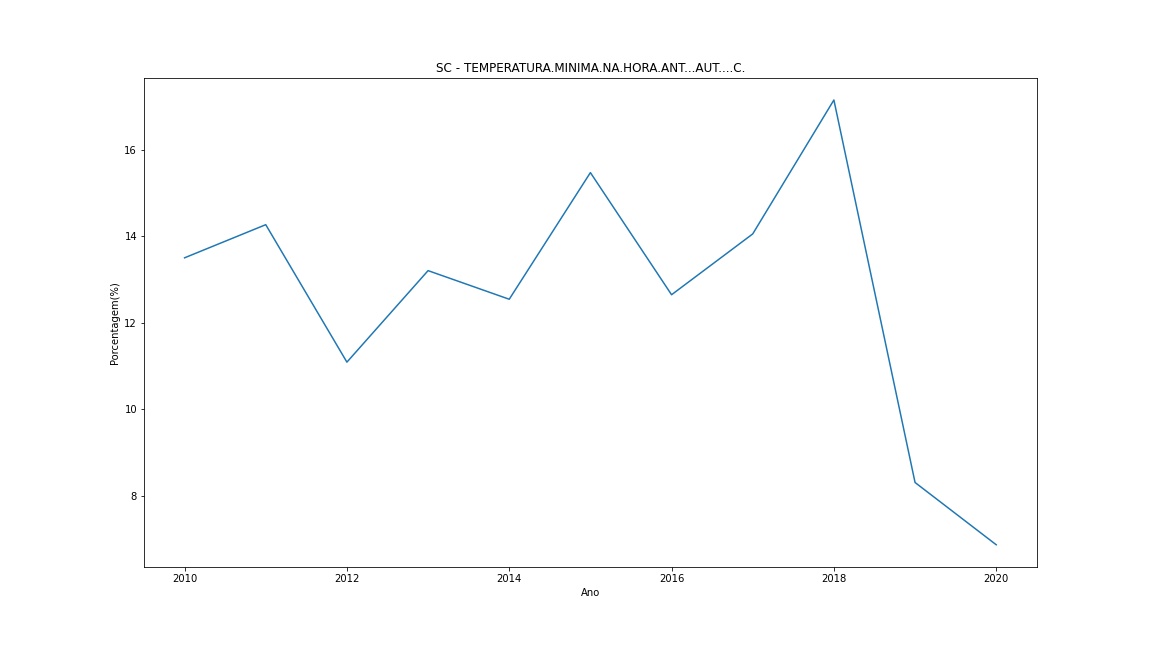 SC - TEMPERATURA.MINIMA.NA.HORA.ANT...AUT....C.
16
14
12
10
8
Porcentagem(%)
2010 2012 2014 2016 2018 2020
Ano